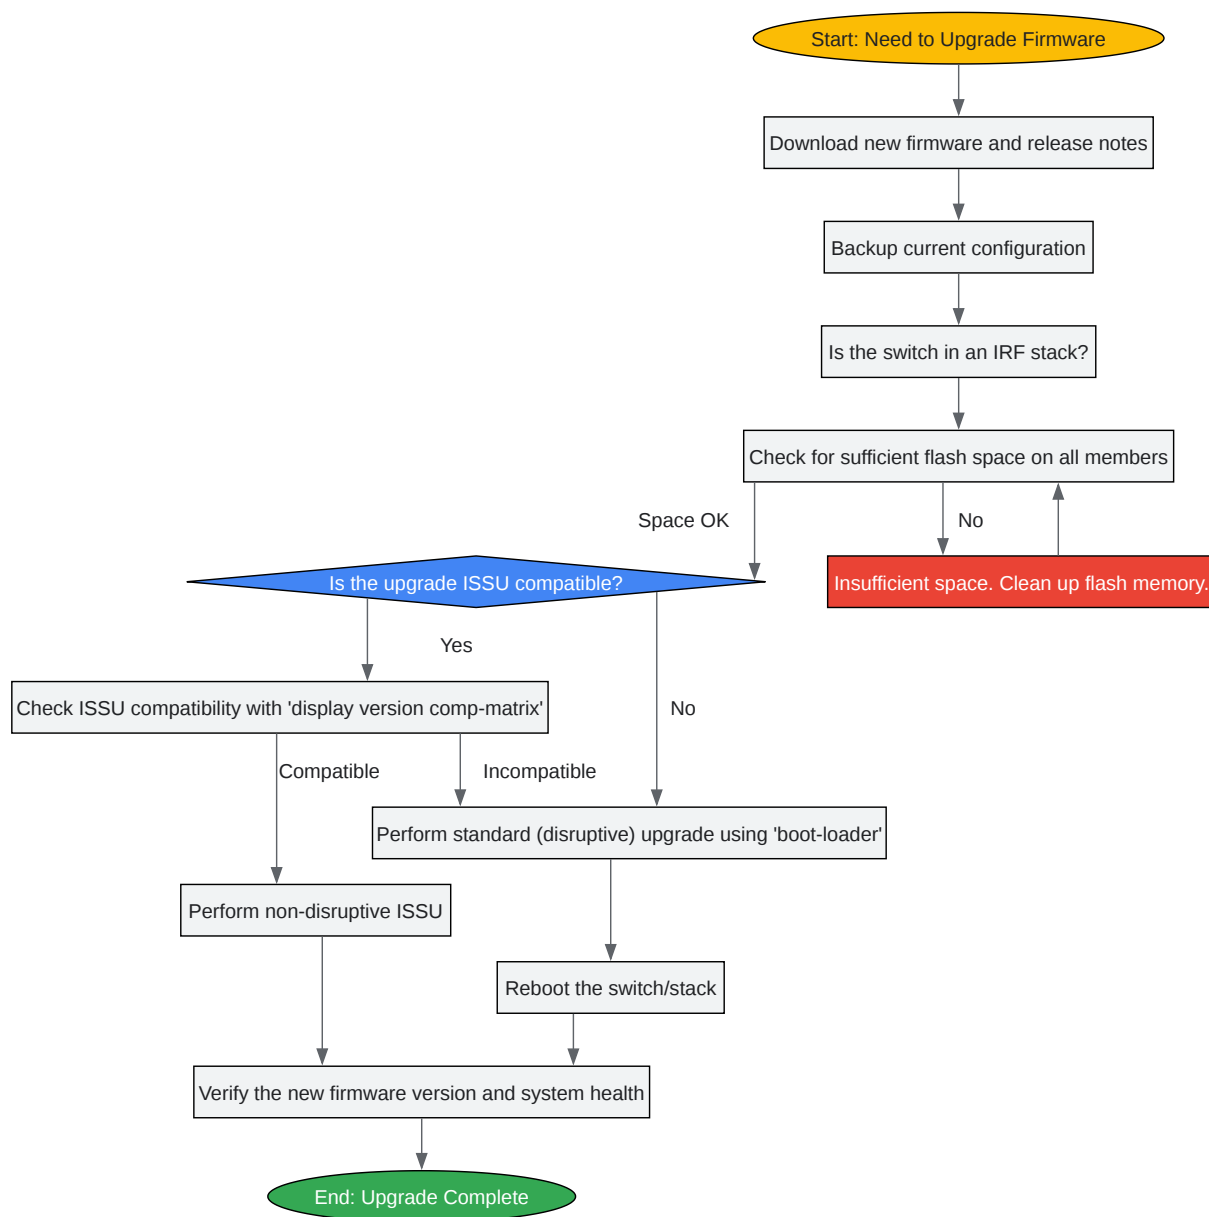 Start: Need to Upgrade Firmware
Download new firmware and release notes
Backup current configuration
Is the switch in an IRF stack?
Check for sufficient flash space on all members
Space OK
No
Is the upgrade ISSU compatible?
Insufficient space. Clean up flash memory.
Yes
Check ISSU compatibility with 'display version comp-matrix'
No
Compatible
Incompatible
Perform standard (disruptive) upgrade using 'boot-loader'
Perform non-disruptive ISSU
Reboot the switch/stack
Verify the new firmware version and system health
End: Upgrade Complete